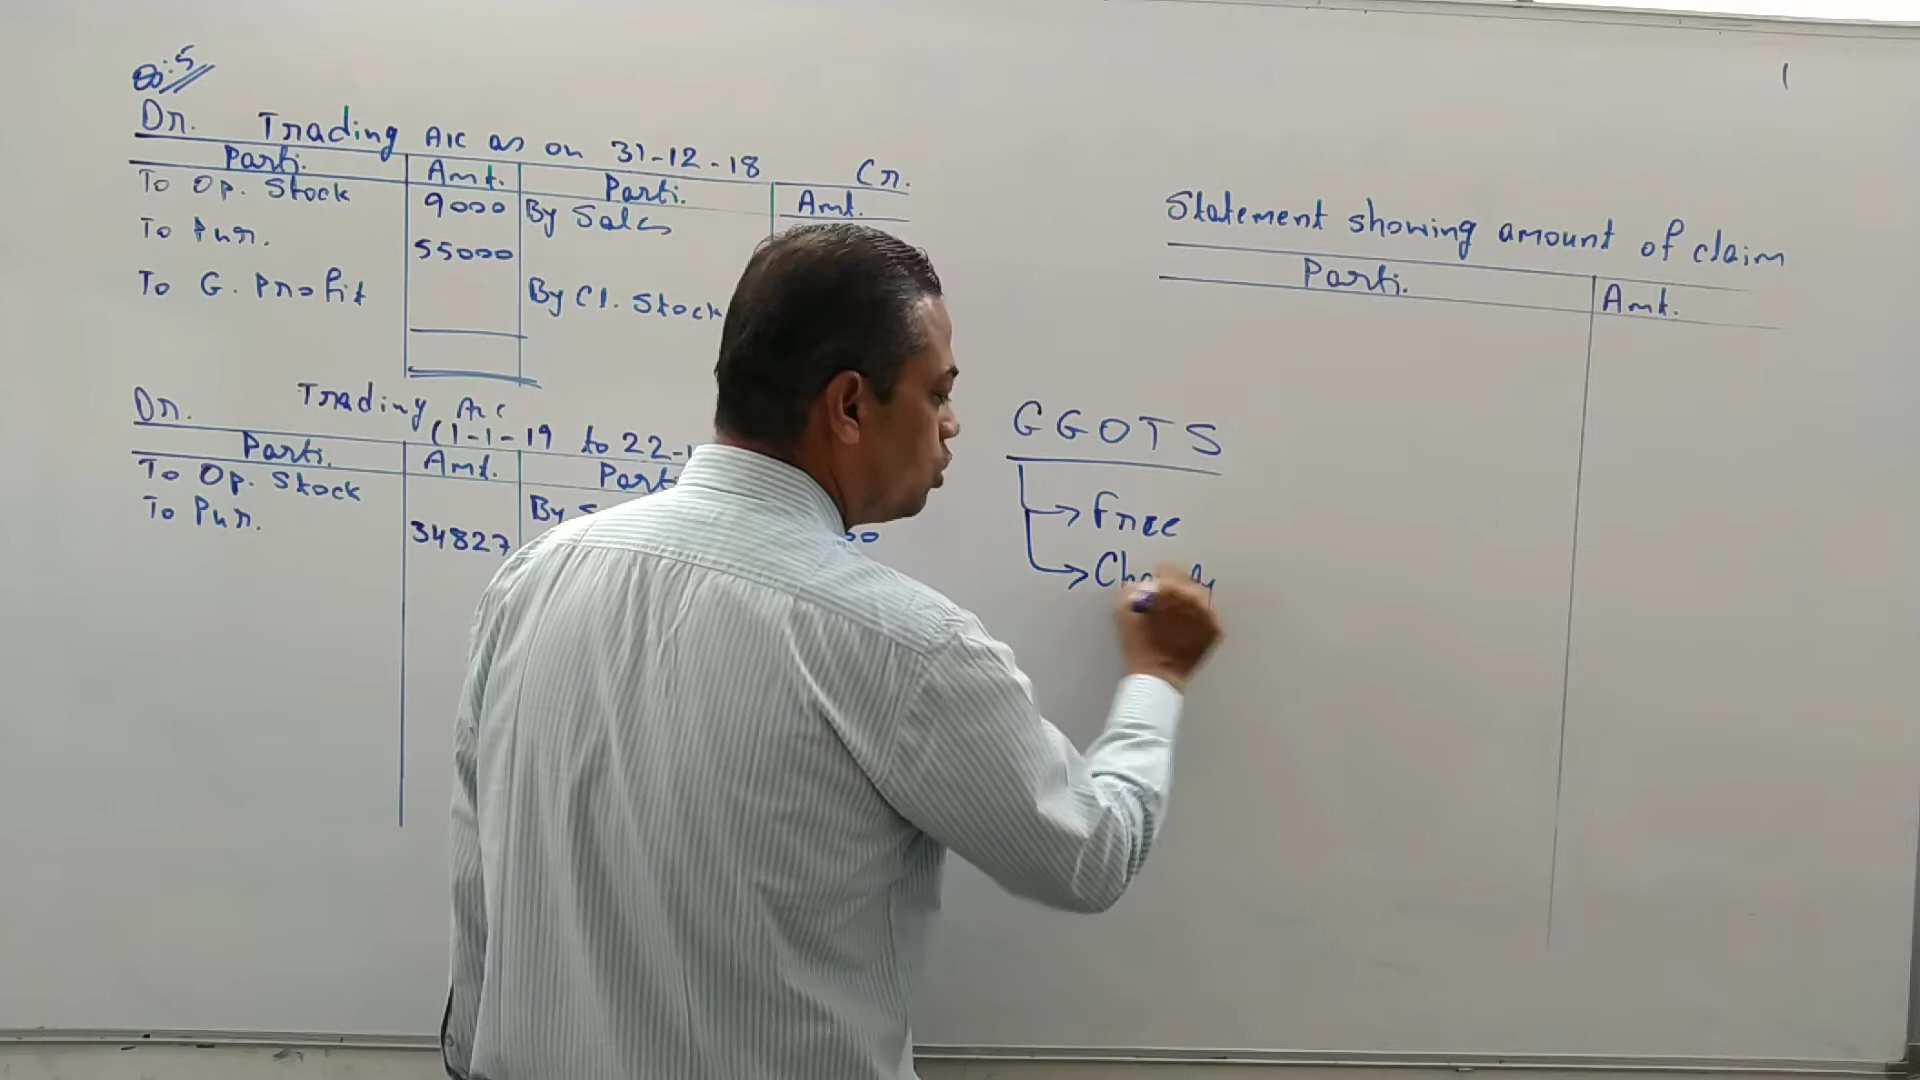 Q:5
Dr. Trading A/c as on 31-12-18 Cr.
Parti. Amt. Parti. Amt.
To Op. Stock 9000 By Sales
To Pur. 55000
To G. Profit By Cl. Stock
Dr. Trading A/c
(1-1-19 to 22-
Parti. Amt. Parti
To Op. Stock By S
To Pur. 34827
Statement showing amount of claim
Parti. Amt.
GGOTS
→ Free
1